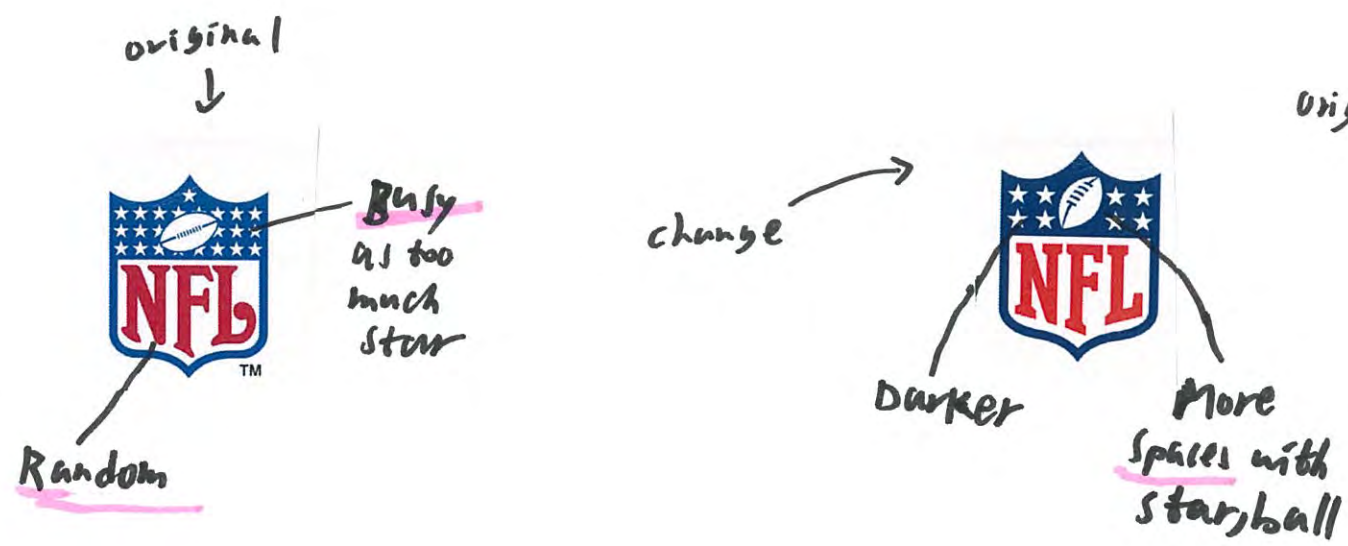 original
Busy
as too
much
star
NFL
TM
Random
change
NFL
Darker
More
spaces with
star, ball